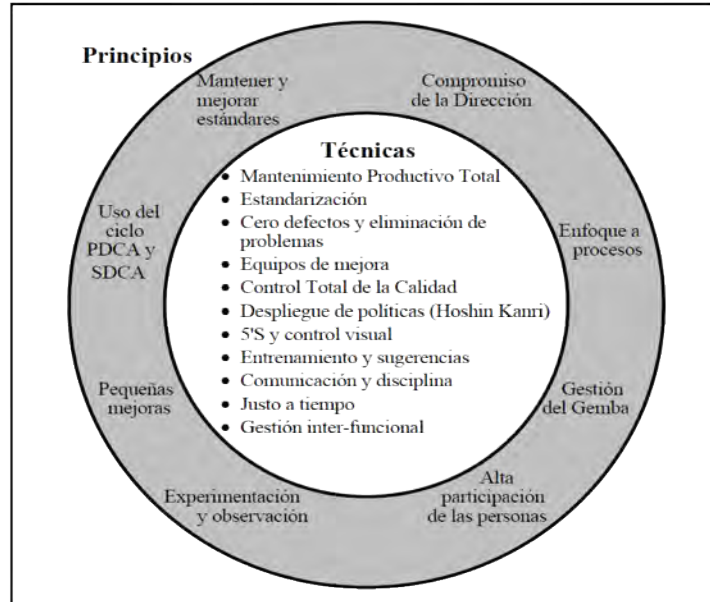 Principios
Mantener y
mejorar
estándares
Compromiso
de la Dirección
Técnicas
• Mantenimiento Productivo Total
• Estandarización
• Cero defectos y eliminación de
problemas
• Equipos de mejora
• Control Total de la Calidad
• Despliegue de políticas (Hoshin Kanri)
• 5'S y control visual
• Entrenamiento y sugerencias
• Comunicación y disciplina
• Justo a tiempo
• Gestión inter-funcional
Uso del
ciclo
PDCA y
SDCA
Enfoque a
procesos
Pequeñas
mejoras
Gestión
del Gemba
Experimentación
y observación
Alta
participación
de las personas